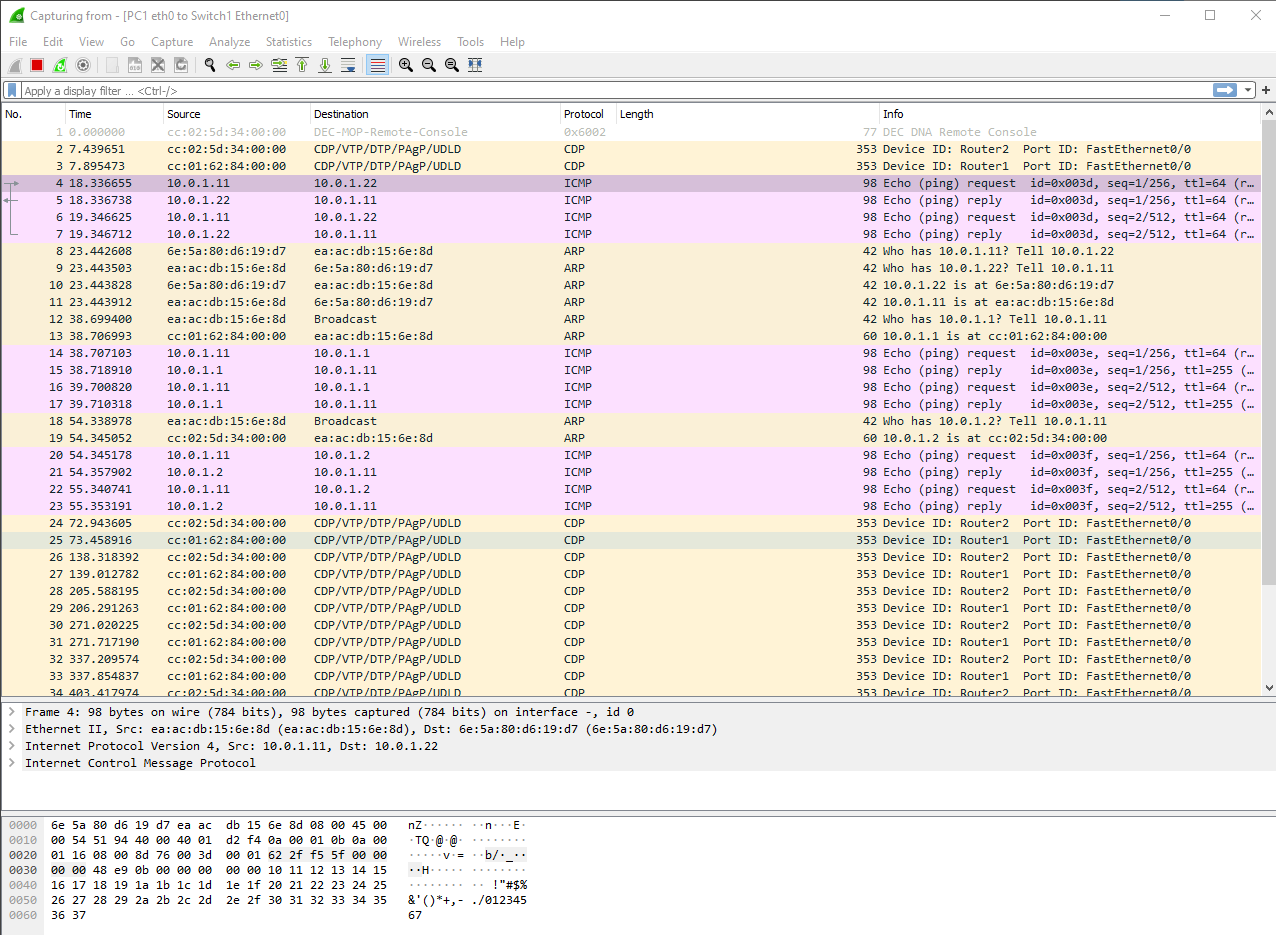 Capturing from - [PC1 eth0 to Switch1 Ethernet0]
File Edit View Go Capture Analyze Statistics Telephony Wireless Tools Help
Apply a display filter ... <Ctrl-/>
No. Time Source Destination Protocol Length Info
1 0.000000 cc:02:5d:34:00:00 DEC-MOP-Remote-Console 0x6002 77 DEC DNA Remote Console
2 7.439651 cc:02:5d:34:00:00 CDP/VTP/DTP/PAgP/UDLD CDP 353 Device ID: Router2 Port ID: FastEthernet0/0
3 7.895473 cc:01:62:84:00:00 CDP/VTP/DTP/PAgP/UDLD CDP 353 Device ID: Router1 Port ID: FastEthernet0/0
4 18.336655 10.0.1.11 10.0.1.22 ICMP 98 Echo (ping) request id=0x003d, seq=1/256, ttl=64 (r…
5 18.336738 10.0.1.22 10.0.1.11 ICMP 98 Echo (ping) reply id=0x003d, seq=1/256, ttl=64 (r…
6 19.346625 10.0.1.11 10.0.1.22 ICMP 98 Echo (ping) request id=0x003d, seq=2/512, ttl=64 (r…
7 19.346712 10.0.1.22 10.0.1.11 ICMP 98 Echo (ping) reply id=0x003d, seq=2/512, ttl=64 (r…
8 23.442608 6e:5a:80:d6:19:d7 ea:ac:db:15:6e:8d ARP 42 Who has 10.0.1.11? Tell 10.0.1.22
9 23.443503 ea:ac:db:15:6e:8d 6e:5a:80:d6:19:d7 ARP 42 Who has 10.0.1.22? Tell 10.0.1.11
10 23.443828 6e:5a:80:d6:19:d7 ea:ac:db:15:6e:8d ARP 42 10.0.1.22 is at 6e:5a:80:d6:19:d7
11 23.443912 ea:ac:db:15:6e:8d 6e:5a:80:d6:19:d7 ARP 42 10.0.1.11 is at ea:ac:db:15:6e:8d
12 38.699400 ea:ac:db:15:6e:8d Broadcast ARP 42 Who has 10.0.1.1? Tell 10.0.1.11
13 38.706993 cc:01:62:84:00:00 ea:ac:db:15:6e:8d ARP 60 10.0.1.1 is at cc:01:62:84:00:00
14 38.707103 10.0.1.11 10.0.1.1 ICMP 98 Echo (ping) request id=0x003e, seq=1/256, ttl=64 (r…
15 38.718910 10.0.1.1 10.0.1.11 ICMP 98 Echo (ping) reply id=0x003e, seq=1/256, ttl=255 (…
16 39.700820 10.0.1.11 10.0.1.1 ICMP 98 Echo (ping) request id=0x003e, seq=2/512, ttl=64 (r…
17 39.710318 10.0.1.1 10.0.1.11 ICMP 98 Echo (ping) reply id=0x003e, seq=2/512, ttl=255 (…
18 54.338978 ea:ac:db:15:6e:8d Broadcast ARP 42 Who has 10.0.1.2? Tell 10.0.1.11
19 54.345052 cc:02:5d:34:00:00 ea:ac:db:15:6e:8d ARP 60 10.0.1.2 is at cc:02:5d:34:00:00
20 54.345178 10.0.1.11 10.0.1.2 ICMP 98 Echo (ping) request id=0x003f, seq=1/256, ttl=64 (r…
21 54.357902 10.0.1.2 10.0.1.11 ICMP 98 Echo (ping) reply id=0x003f, seq=1/256, ttl=255 (…
22 55.340741 10.0.1.11 10.0.1.2 ICMP 98 Echo (ping) request id=0x003f, seq=2/512, ttl=64 (r…
23 55.353191 10.0.1.2 10.0.1.11 ICMP 98 Echo (ping) reply id=0x003f, seq=2/512, ttl=255 (…
24 72.943605 cc:02:5d:34:00:00 CDP/VTP/DTP/PAgP/UDLD CDP 353 Device ID: Router2 Port ID: FastEthernet0/0
25 73.458916 cc:01:62:84:00:00 CDP/VTP/DTP/PAgP/UDLD CDP 353 Device ID: Router1 Port ID: FastEthernet0/0
26 138.318392 cc:02:5d:34:00:00 CDP/VTP/DTP/PAgP/UDLD CDP 353 Device ID: Router2 Port ID: FastEthernet0/0
27 139.012782 cc:01:62:84:00:00 CDP/VTP/DTP/PAgP/UDLD CDP 353 Device ID: Router1 Port ID: FastEthernet0/0
28 205.588195 cc:02:5d:34:00:00 CDP/VTP/DTP/PAgP/UDLD CDP 353 Device ID: Router2 Port ID: FastEthernet0/0
29 206.291263 cc:01:62:84:00:00 CDP/VTP/DTP/PAgP/UDLD CDP 353 Device ID: Router1 Port ID: FastEthernet0/0
30 271.020225 cc:02:5d:34:00:00 CDP/VTP/DTP/PAgP/UDLD CDP 353 Device ID: Router2 Port ID: FastEthernet0/0
31 271.717190 cc:01:62:84:00:00 CDP/VTP/DTP/PAgP/UDLD CDP 353 Device ID: Router1 Port ID: FastEthernet0/0
32 337.209574 cc:02:5d:34:00:00 CDP/VTP/DTP/PAgP/UDLD CDP 353 Device ID: Router2 Port ID: FastEthernet0/0
33 337.854837 cc:01:62:84:00:00 CDP/VTP/DTP/PAgP/UDLD CDP 353 Device ID: Router1 Port ID: FastEthernet0/0
34 403.417974 cc:02:5d:34:00:00 CDP/VTP/DTP/PAgP/UDLD CDP 353 Device ID: Router2 Port ID: FastEthernet0/0
Frame 4: 98 bytes on wire (784 bits), 98 bytes captured (784 bits) on interface -, id 0
Ethernet II, Src: ea:ac:db:15:6e:8d (ea:ac:db:15:6e:8d), Dst: 6e:5a:80:d6:19:d7 (6e:5a:80:d6:19:d7)
Internet Protocol Version 4, Src: 10.0.1.11, Dst: 10.0.1.22
Internet Control Message Protocol
0000 6e 5a 80 d6 19 d7 ea ac db 15 6e 8d 08 00 45 00 nZ······ ··n···E·
0010 00 54 51 94 40 00 40 01 d2 f4 0a 00 01 0b 0a 00 ·TQ·@·@· ········
0020 01 16 08 00 8d 76 00 3d 00 01 62 2f f5 5f 00 00 ·····v·= ··b/·_··
0030 00 00 48 e9 0b 00 00 00 00 00 10 11 12 13 14 15 ··H····· ········
0040 16 17 18 19 1a 1b 1c 1d 1e 1f 20 21 22 23 24 25 ········ ·· !"#$%
0050 26 27 28 29 2a 2b 2c 2d 2e 2f 30 31 32 33 34 35 &'()*+,- ./012345
0060 36 37 67